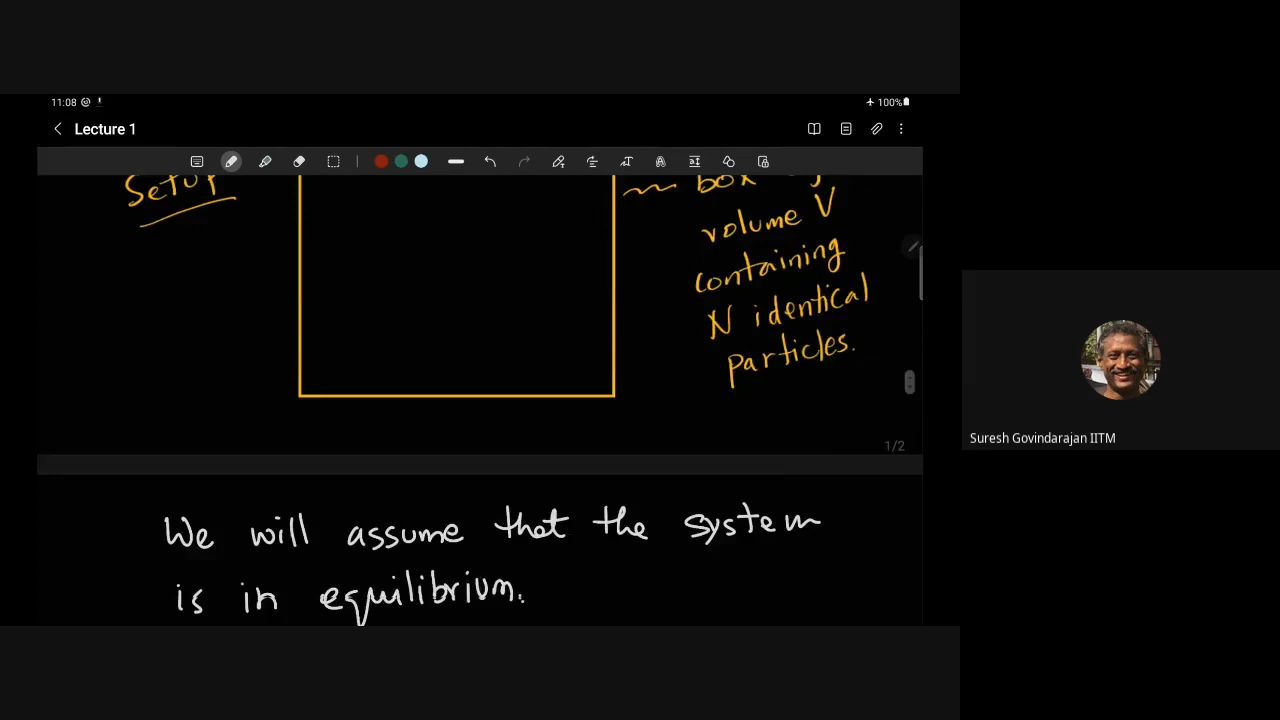 11:08
100%
Lecture 1
Setup
box
volume V
containing
N identical
particles.
1/2
We will assume that the system
is in equilibrium.
Suresh Govindarajan IITM